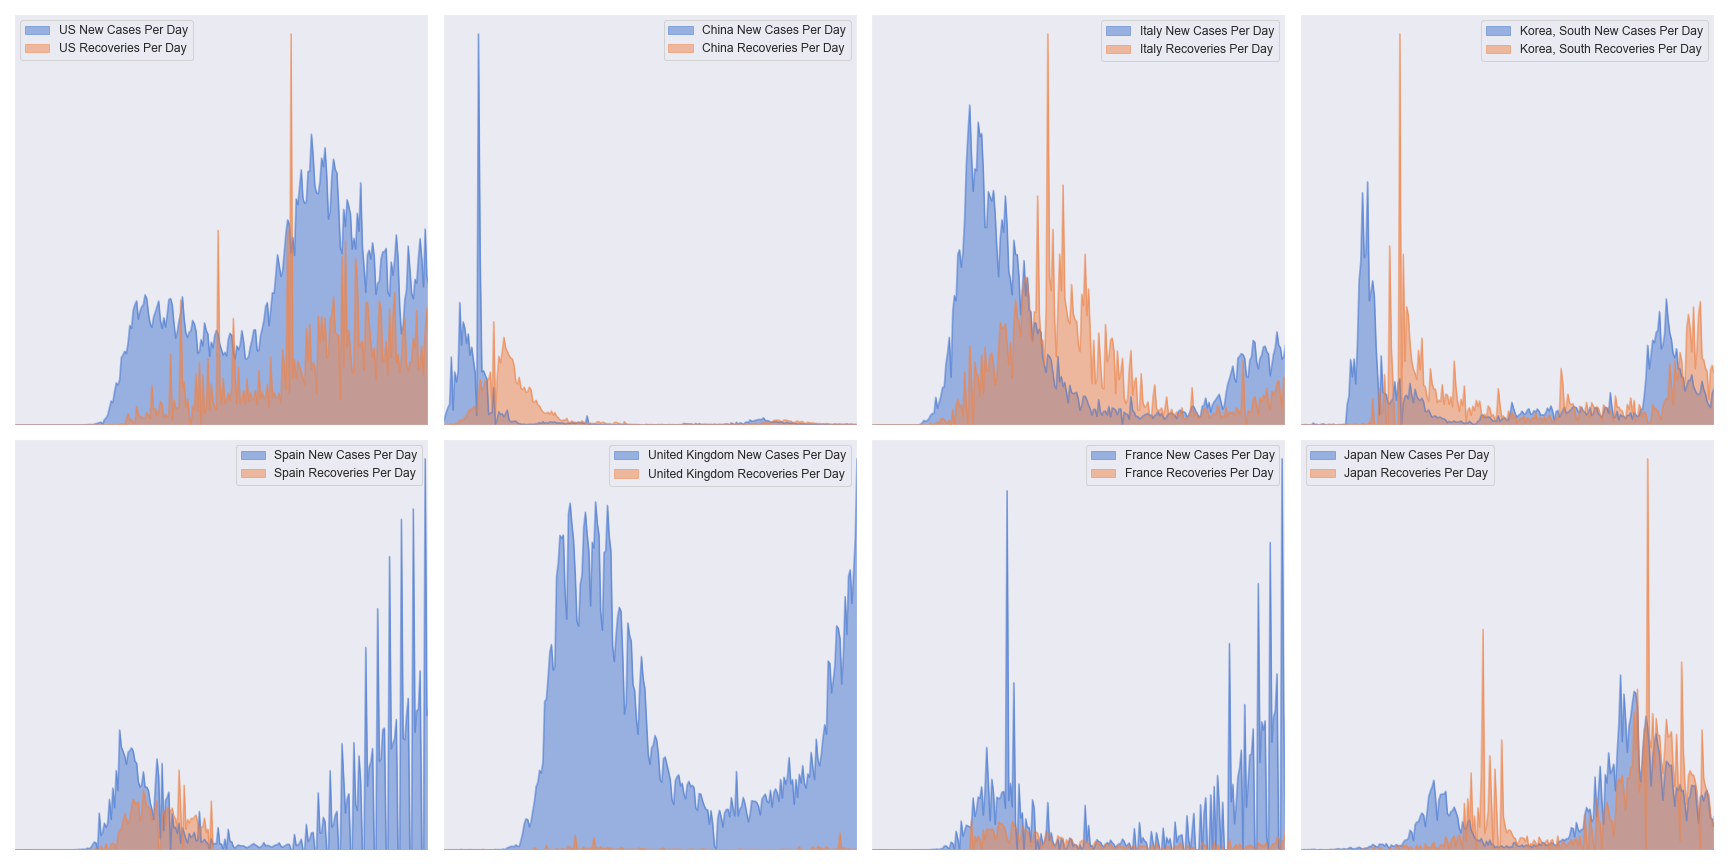 US New Cases Per Day
US Recoveries Per Day
China New Cases Per Day
China Recoveries Per Day
Italy New Cases Per Day
Italy Recoveries Per Day
Korea, South New Cases Per Day
Korea, South Recoveries Per Day
Spain New Cases Per Day
Spain Recoveries Per Day
United Kingdom New Cases Per Day
United Kingdom Recoveries Per Day
France New Cases Per Day
France Recoveries Per Day
Japan New Cases Per Day
Japan Recoveries Per Day